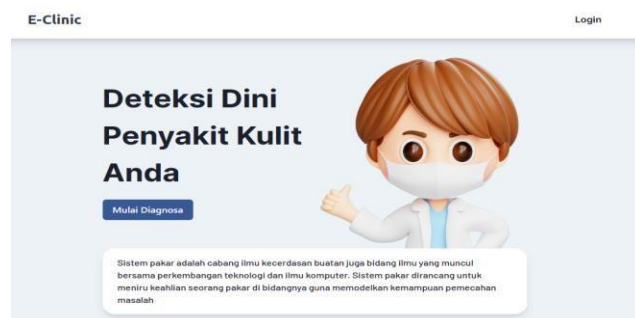 E-Clinic
Login
Deteksi Dini
Penyakit Kulit
Anda
Mulai Diagnosa
Sistem pakar adalah cabang ilmu kecerdasan buatan juga bidang ilmu yang muncul
bersama perkembangan teknologi dan ilmu komputer. Sistem pakar dirancang untuk
meniru keahlian seorang pakar di bidangnya guna memodelkan kemampuan pemecahan
masalah